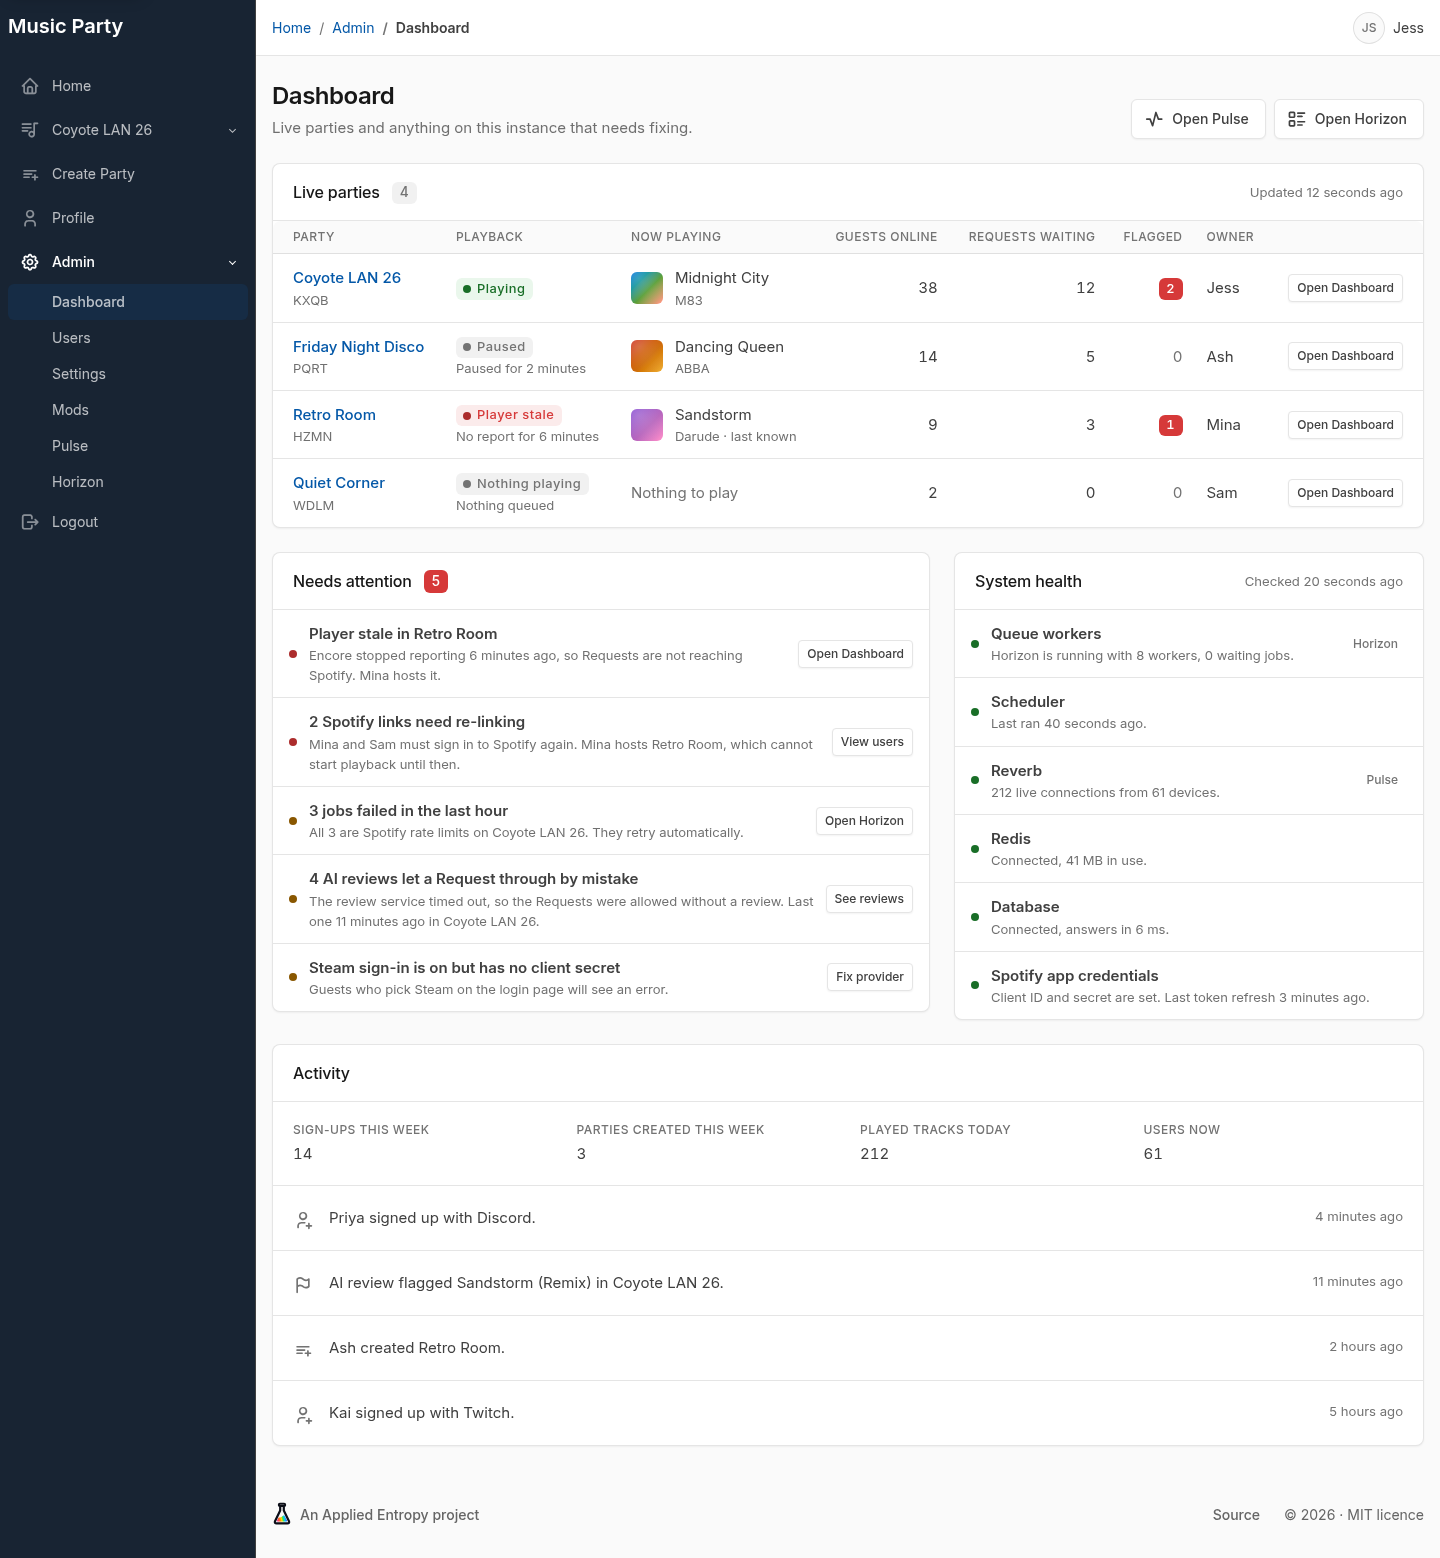 Music Party
Home / Admin / Dashboard
JS Jess
Home
Coyote LAN 26
Create Party
Profile
Admin
Dashboard
Users
Settings
Mods
Pulse
Horizon
Logout
Dashboard
Live parties and anything on this instance that needs fixing.
Open Pulse
Open Horizon
Live parties 4
Updated 12 seconds ago
PARTY PLAYBACK NOW PLAYING GUESTS ONLINE REQUESTS WAITING FLAGGED OWNER
Coyote LAN 26
KXQB
Playing
Midnight City
M83
38 12 2 Jess Open Dashboard
Friday Night Disco
PQRT
Paused
Paused for 2 minutes
Dancing Queen
ABBA
14 5 0 Ash Open Dashboard
Retro Room
HZMN
Player stale
No report for 6 minutes
Sandstorm
Darude · last known
9 3 1 Mina Open Dashboard
Quiet Corner
WDLM
Nothing playing
Nothing queued
Nothing to play
2 0 0 Sam Open Dashboard
Needs attention 5
Player stale in Retro Room
Encore stopped reporting 6 minutes ago, so Requests are not reaching
Spotify. Mina hosts it.
Open Dashboard
2 Spotify links need re-linking
Mina and Sam must sign in to Spotify again. Mina hosts Retro Room, which cannot
start playback until then.
View users
3 jobs failed in the last hour
All 3 are Spotify rate limits on Coyote LAN 26. They retry automatically.
Open Horizon
4 AI reviews let a Request through by mistake
The review service timed out, so the Requests were allowed without a review. Last
one 11 minutes ago in Coyote LAN 26.
See reviews
Steam sign-in is on but has no client secret
Guests who pick Steam on the login page will see an error.
Fix provider
System health
Checked 20 seconds ago
Queue workers
Horizon is running with 8 workers, 0 waiting jobs.
Horizon
Scheduler
Last ran 40 seconds ago.
Reverb
212 live connections from 61 devices.
Pulse
Redis
Connected, 41 MB in use.
Database
Connected, answers in 6 ms.
Spotify app credentials
Client ID and secret are set. Last token refresh 3 minutes ago.
Activity
SIGN-UPS THIS WEEK
14
PARTIES CREATED THIS WEEK
3
PLAYED TRACKS TODAY
212
USERS NOW
61
Priya signed up with Discord. 4 minutes ago
AI review flagged Sandstorm (Remix) in Coyote LAN 26. 11 minutes ago
Ash created Retro Room. 2 hours ago
Kai signed up with Twitch. 5 hours ago
An Applied Entropy project
Source © 2026 · MIT licence